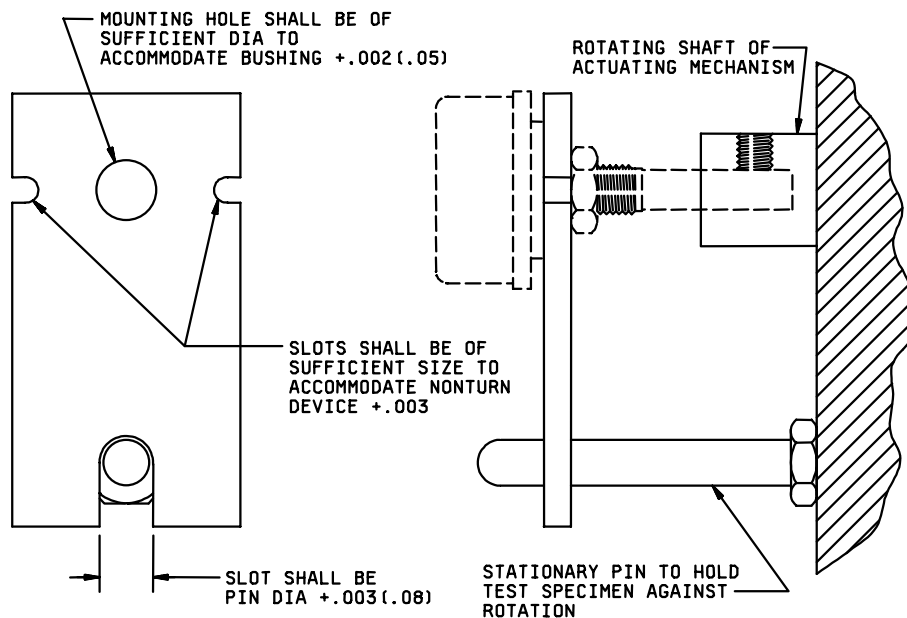 MOUNTING HOLE SHALL BE OF
SUFFICIENT DIA TO
ACCOMMODATE BUSHING +.002(.05)
ROTATING SHAFT OF
ACTUATING MECHANISM
SLOTS SHALL BE OF
SUFFICIENT SIZE TO
ACCOMMODATE NONTURN
DEVICE +.003
SLOT SHALL BE
PIN DIA +.003(.08)
STATIONARY PIN TO HOLD
TEST SPECIMEN AGAINST
ROTATION